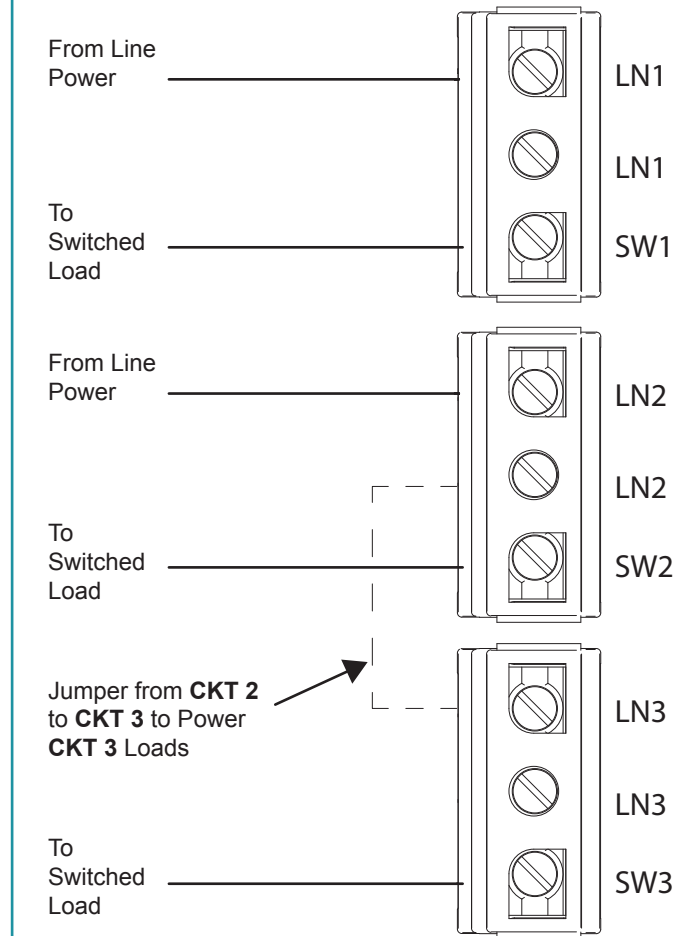 From Line
Power
LN1
LN1
To
Switched
Load
SW1
From Line
Power
LN2
LN2
To
Switched
Load
SW2
Jumper from CKT 2
to CKT 3 to Power
CKT 3 Loads
LN3
LN3
To
Switched
Load
SW3